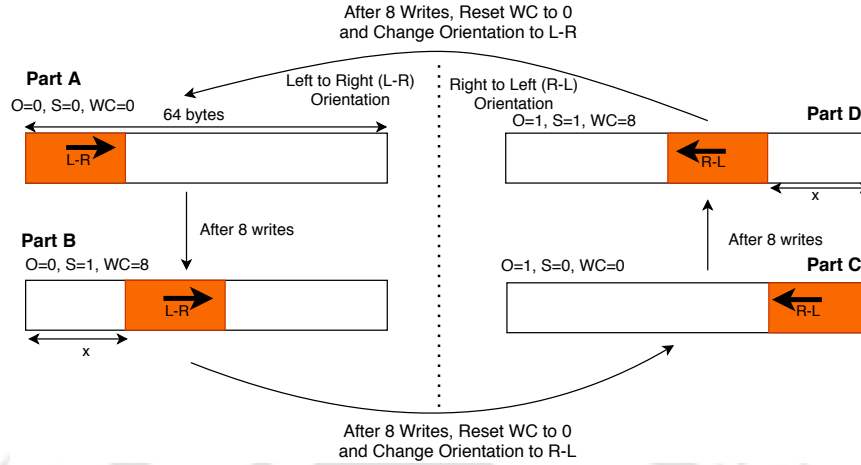 After 8 Writes, Reset WC to 0
and Change Orientation to L-R
Part A
Left to Right (L-R)
Orientation
O=0, S=0, WC=0
64 bytes
L-R
After 8 writes
Part B
O=0, S=1, WC=8
L-R
x
Right to Left (R-L)
Orientation
Part D
O=1, S=1, WC=8
R-L
x
After 8 writes
Part C
O=1, S=0, WC=0
R-L
After 8 Writes, Reset WC to 0
and Change Orientation to R-L